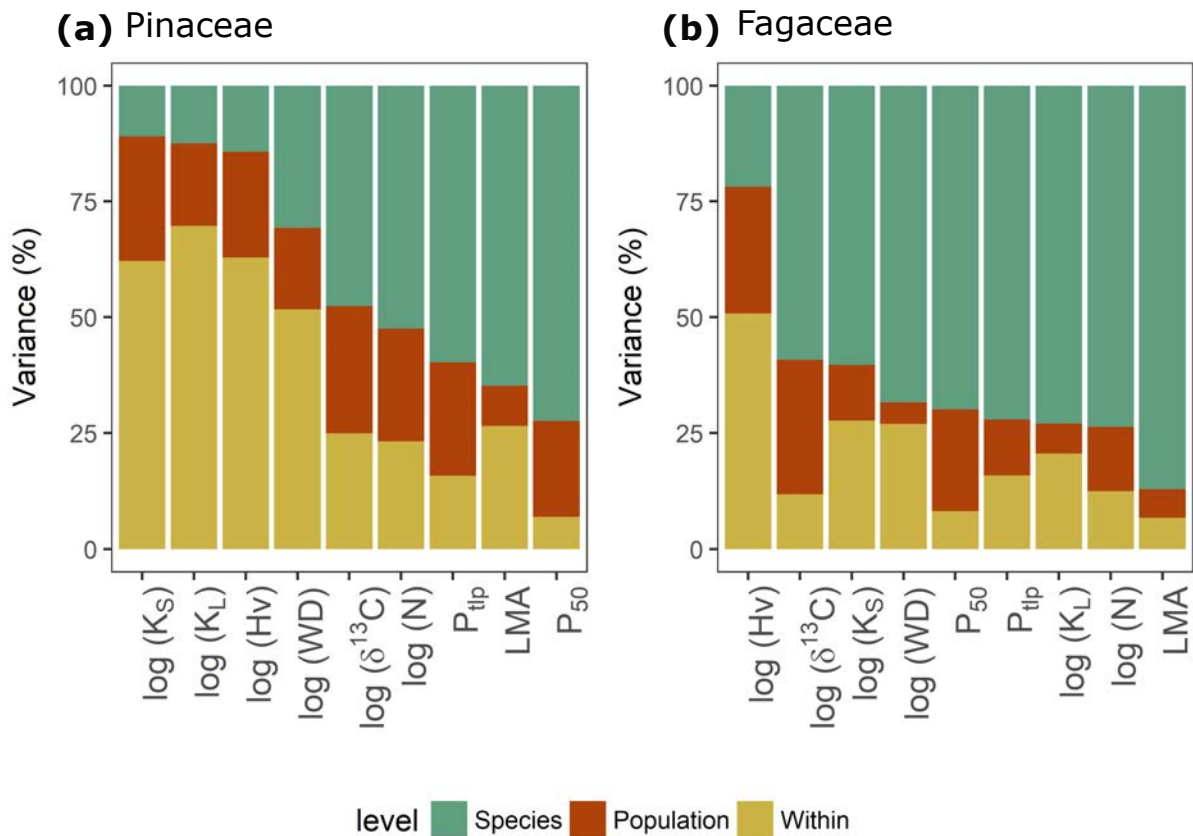 (a) Pinaceae
100
75
50
25
0
Variance (%)
log (K_S)
log (K_L)
log (Hv)
log (WD)
log (δ¹³C)
log (N)
P_tlp
LMA
P_50
(b) Fagaceae
100
75
50
25
0
Variance (%)
log (Hv)
log (δ¹³C)
log (K_S)
log (WD)
P_50
P_tlp
log (K_L)
log (N)
LMA
level Species Population Within